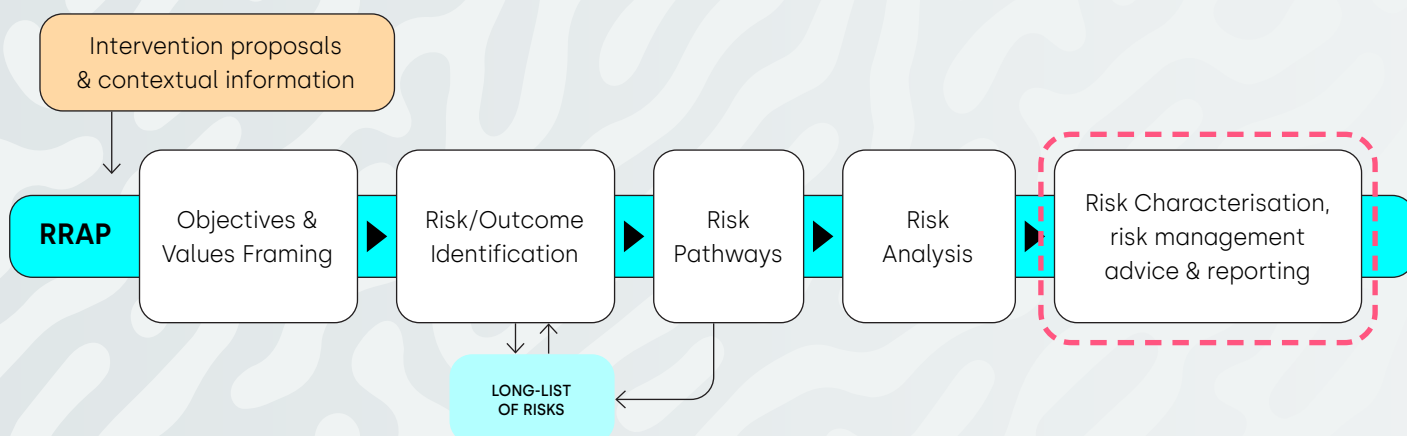 Intervention proposals
& contextual information
RRAP
Objectives &
Values Framing
Risk/Outcome
Identification
Risk
Pathways
Risk
Analysis
Risk Characterisation,
risk management
advice & reporting
LONG-LIST
OF RISKS